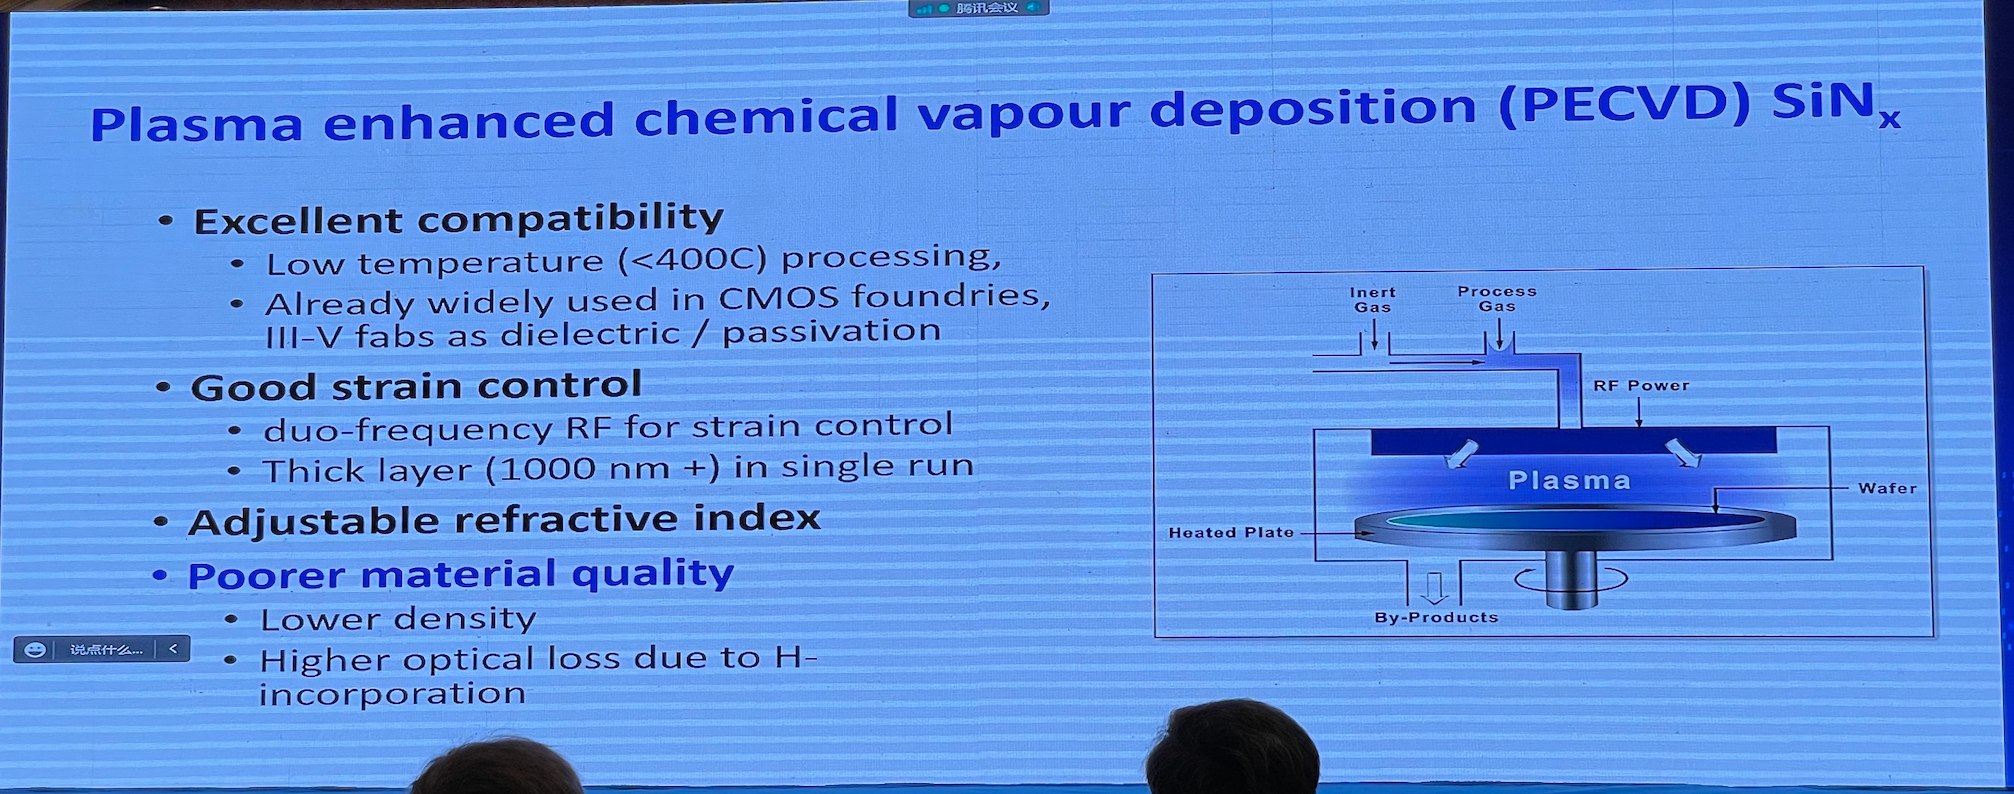 腾讯会议
Plasma enhanced chemical vapour deposition (PECVD) SiNx
• Excellent compatibility
• Low temperature (<400C) processing,
• Already widely used in CMOS foundries,
III-V fabs as dielectric / passivation
• Good strain control
• duo-frequency RF for strain control
• Thick layer (1000 nm +) in single run
• Adjustable refractive index
• Poorer material quality
• Lower density
• Higher optical loss due to H-
incorporation
说点什么...
Inert
Gas
Process
Gas
RF Power
Plasma
Wafer
Heated Plate
By-Products